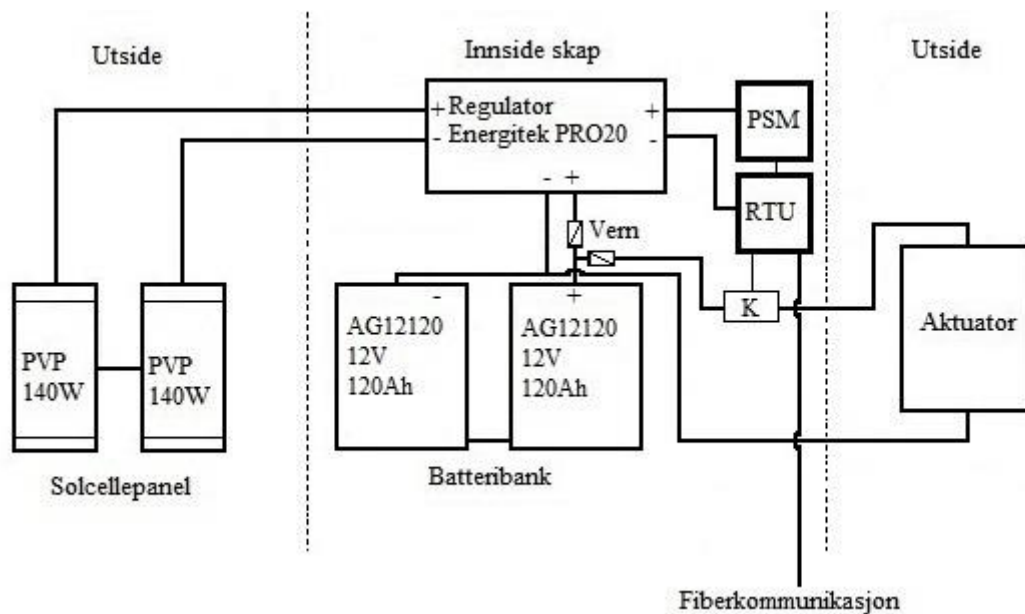 Utside
Innside skap
Utside
+ Regulator +
- Energitek PRO20 -
- +
PSM
RTU
Vern
K
Aktuator
PVP
140W
PVP
140W
-
AG12120
12V
120Ah
+
AG12120
12V
120Ah
Solcellepanel
Batteribank
Fiberkommunikasjon